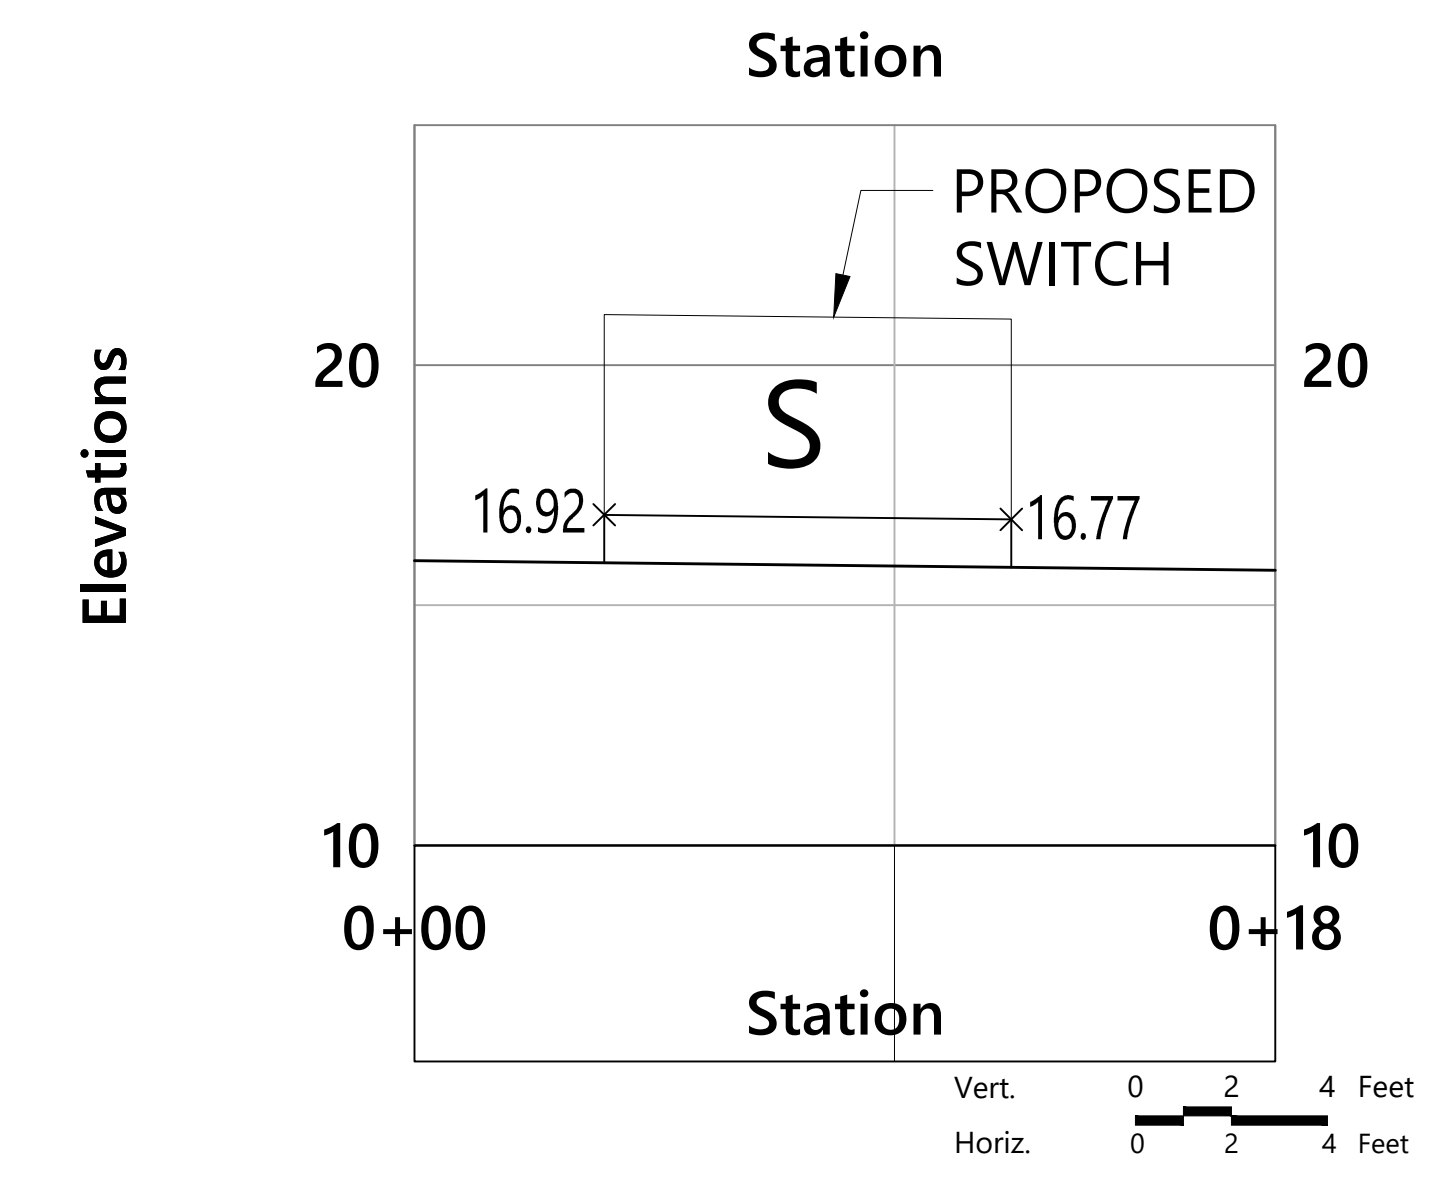 Station
PROPOSED
SWITCH
Elevations
20
20
S
16.92
16.77
10
10
0+00
0+18
Station
Vert. 0 2 4 Feet
Horiz. 0 2 4 Feet